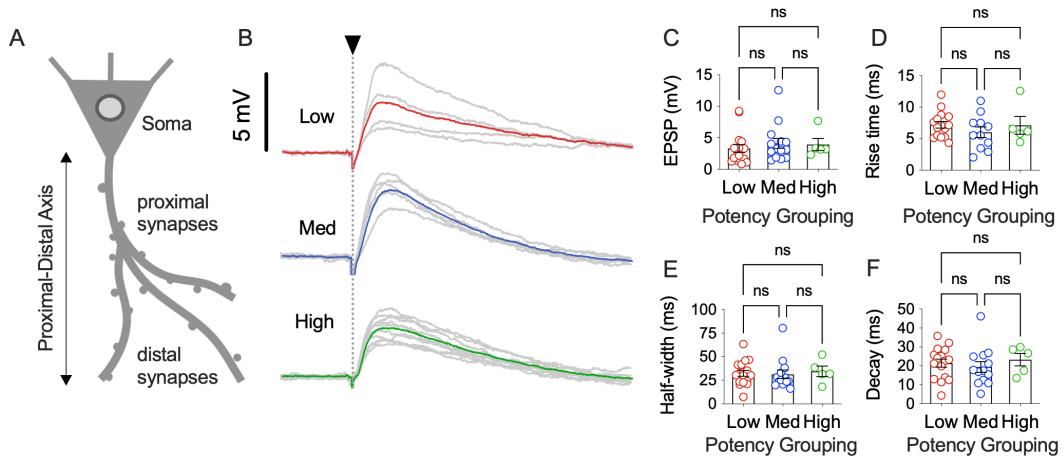 A
Soma
proximal
synapses
distal
synapses
Proximal-Distal Axis
B
5 mV
Low
Med
High
C
ns
ns ns
EPSP (mV)
15
10
5
0
Low Med High
Potency Grouping
D
ns
ns ns
Rise time (ms)
15
10
5
0
Low Med High
Potency Grouping
E
ns
ns ns
Half-width (ms)
100
75
50
25
0
Low Med High
Potency Grouping
F
ns
ns ns
Decay (ms)
50
40
30
20
10
0
Low Med High
Potency Grouping